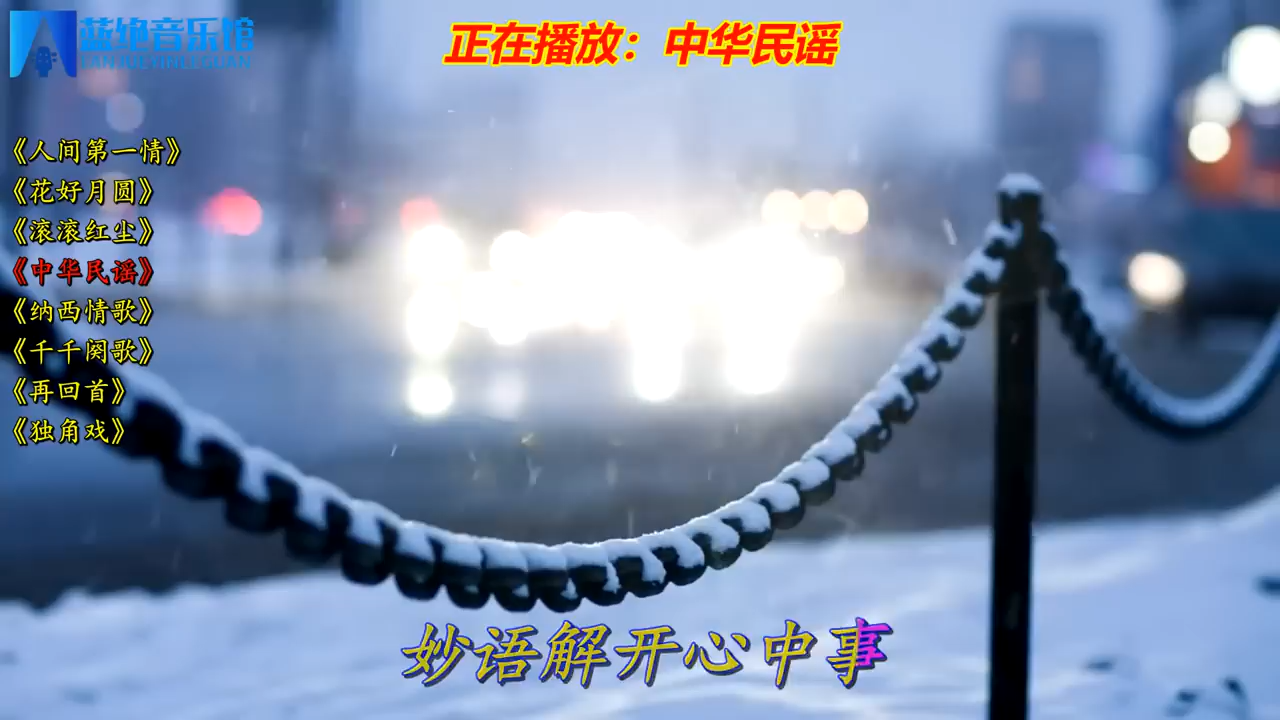 蓝绝音乐馆
LANJUEYINLEGUAN
正在播放：中华民谣
《人间第一情》
《花好月圆》
《滚滚红尘》
《中华民谣》
《纳西情歌》
《千千阕歌》
《再回首》
《独角戏》
妙语解开心中事